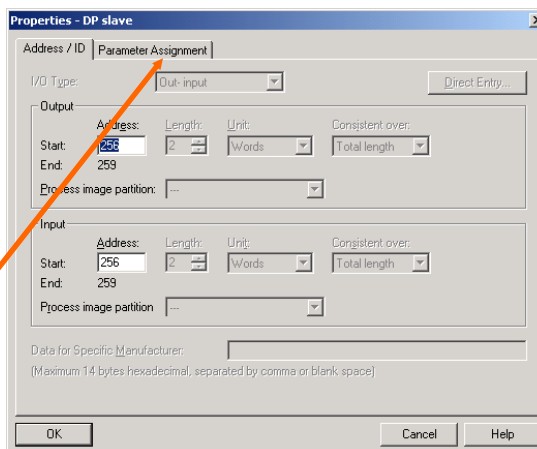 Properties - DP slave
Address / ID Parameter Assignment
I/O Type: Out- input Direct Entry...
Output
Address: Length: Unit: Consistent over:
Start: 256 2 Words Total length
End: 259
Process image partition: ---
Input
Address: Length: Unit: Consistent over:
Start: 256 2 Words Total length
End: 259
Process image partition ---
Data for Specific Manufacturer:
(Maximum 14 bytes hexadecimal, separated by comma or blank space)
OK Cancel Help